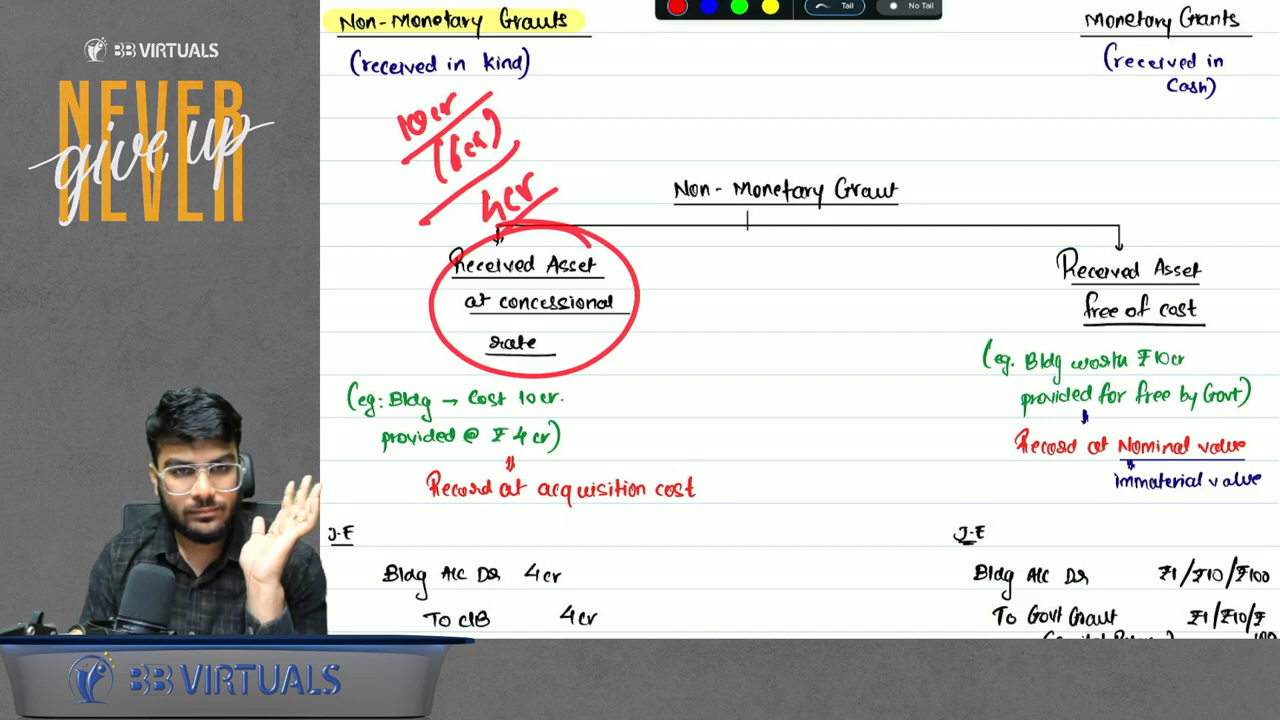 BB VIRTUALS
NEVER
give up
NEVER
Non-Monetary Grants
(received in kind)
Tail
No Tail
Monetary Grants
(received in
Cash)
10cr
(6cr)
4cr
Non-Monetary Grant
Received Asset
at concessional
rate
Received Asset
free of cost
(eg: Bldg → Cost 10cr.
provided @ ₹ 4 cr)
Record at acquisition cost
(eg. Bldg worth ₹10cr
provided for free by Govt)
Record at Nominal value
immaterial value
J.E
Bldg A/C Dr 4cr
To C/B 4cr
J.E
Bldg A/C Dr ₹1/₹10/₹100
To Govt Grant ₹1/₹10/₹
100
BB VIRTUALS